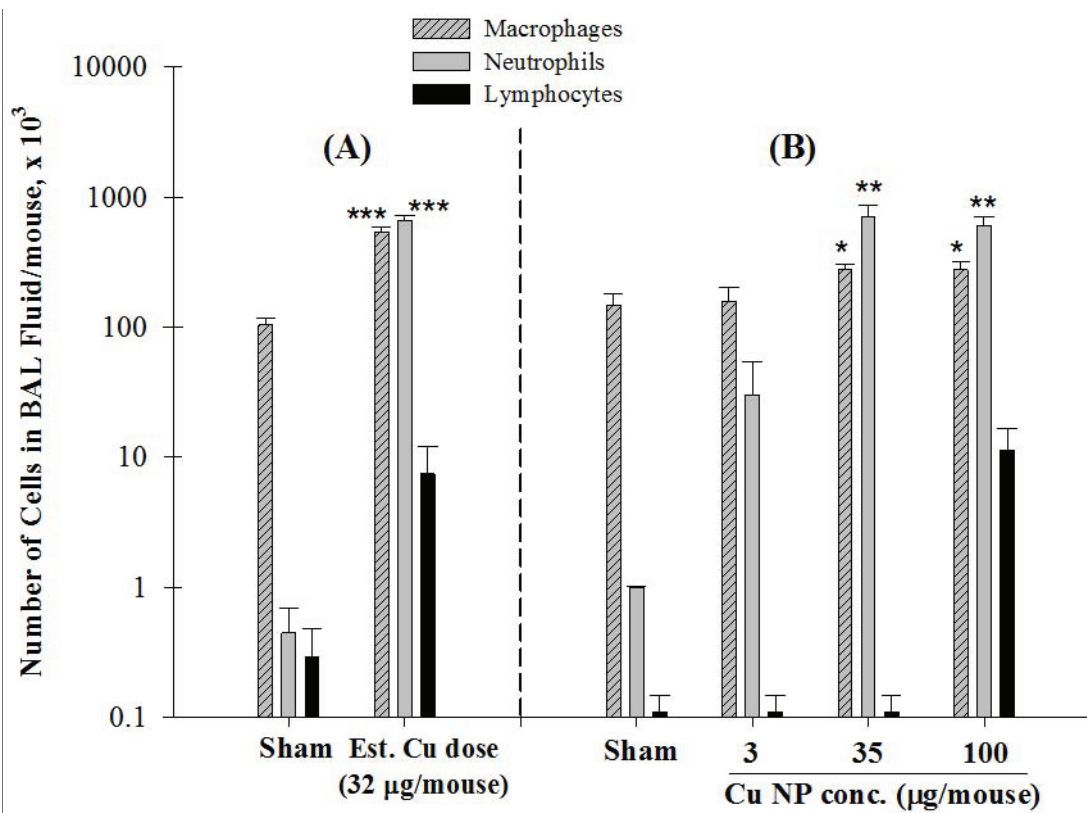 Macrophages
Neutrophils
Lymphocytes
Number of Cells in BAL Fluid/mouse, x 10³
10000
1000
100
10
1
0.1
(A)
(B)
***
***
*
**
*
**
Sham
Est. Cu dose
(32 µg/mouse)
Sham
3
35
100
Cu NP conc. (µg/mouse)